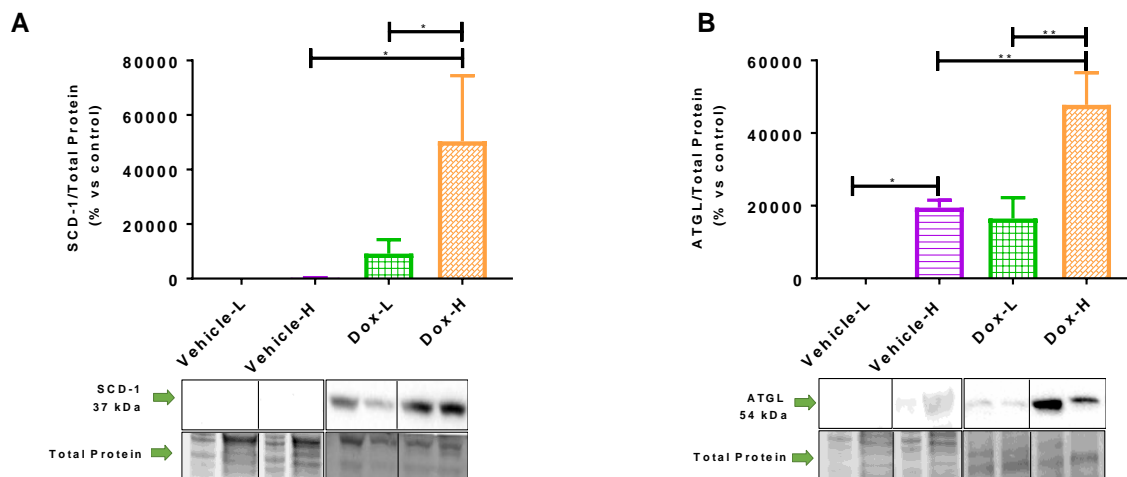 A
SCD-1/Total Protein
(% vs control)
80000
60000
40000
20000
0
*
*
Vehicle-L
Vehicle-H
Dox-L
Dox-H
SCD-1
37 kDa
Total Protein
B
ATGL/Total Protein
(% vs control)
60000
40000
20000
0
**
**
*
Vehicle-L
Vehicle-H
Dox-L
Dox-H
ATGL
54 kDa
Total Protein